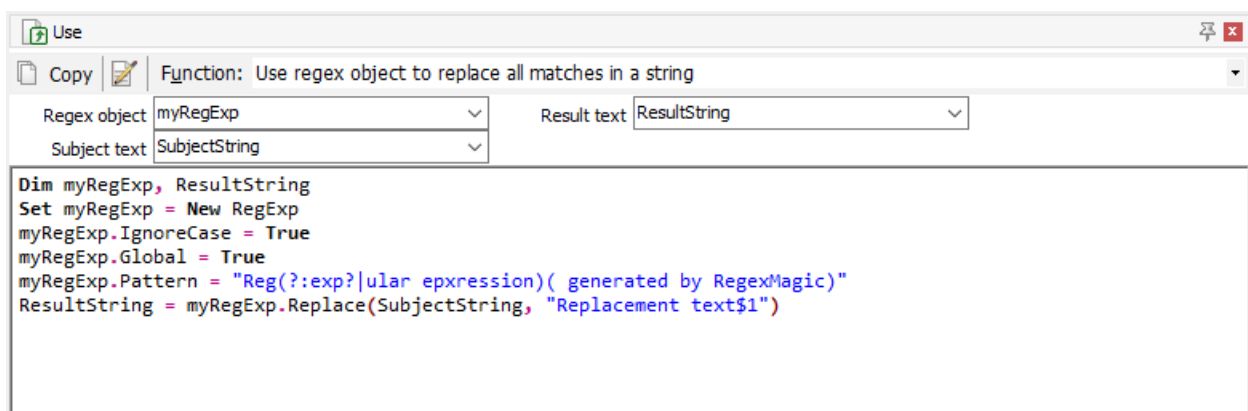 Use
Copy Function: Use regex object to replace all matches in a string
Regex object myRegExp Result text ResultString
Subject text SubjectString
Dim myRegExp, ResultString
Set myRegExp = New RegExp
myRegExp.IgnoreCase = True
myRegExp.Global = True
myRegExp.Pattern = "Reg(?:exp?|ular epxression)( generated by RegexMagic)"
ResultString = myRegExp.Replace(SubjectString, "Replacement text$1")